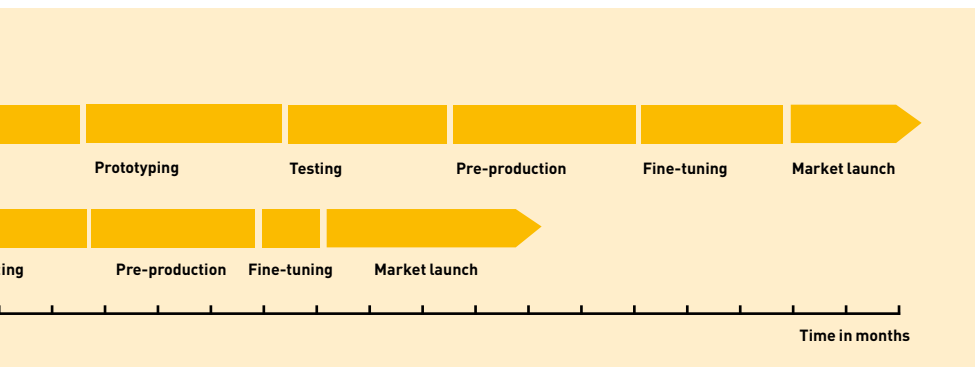 Prototyping
Testing
Pre-production
Fine-tuning
Market launch
ing
Pre-production
Fine-tuning
Market launch
Time in months